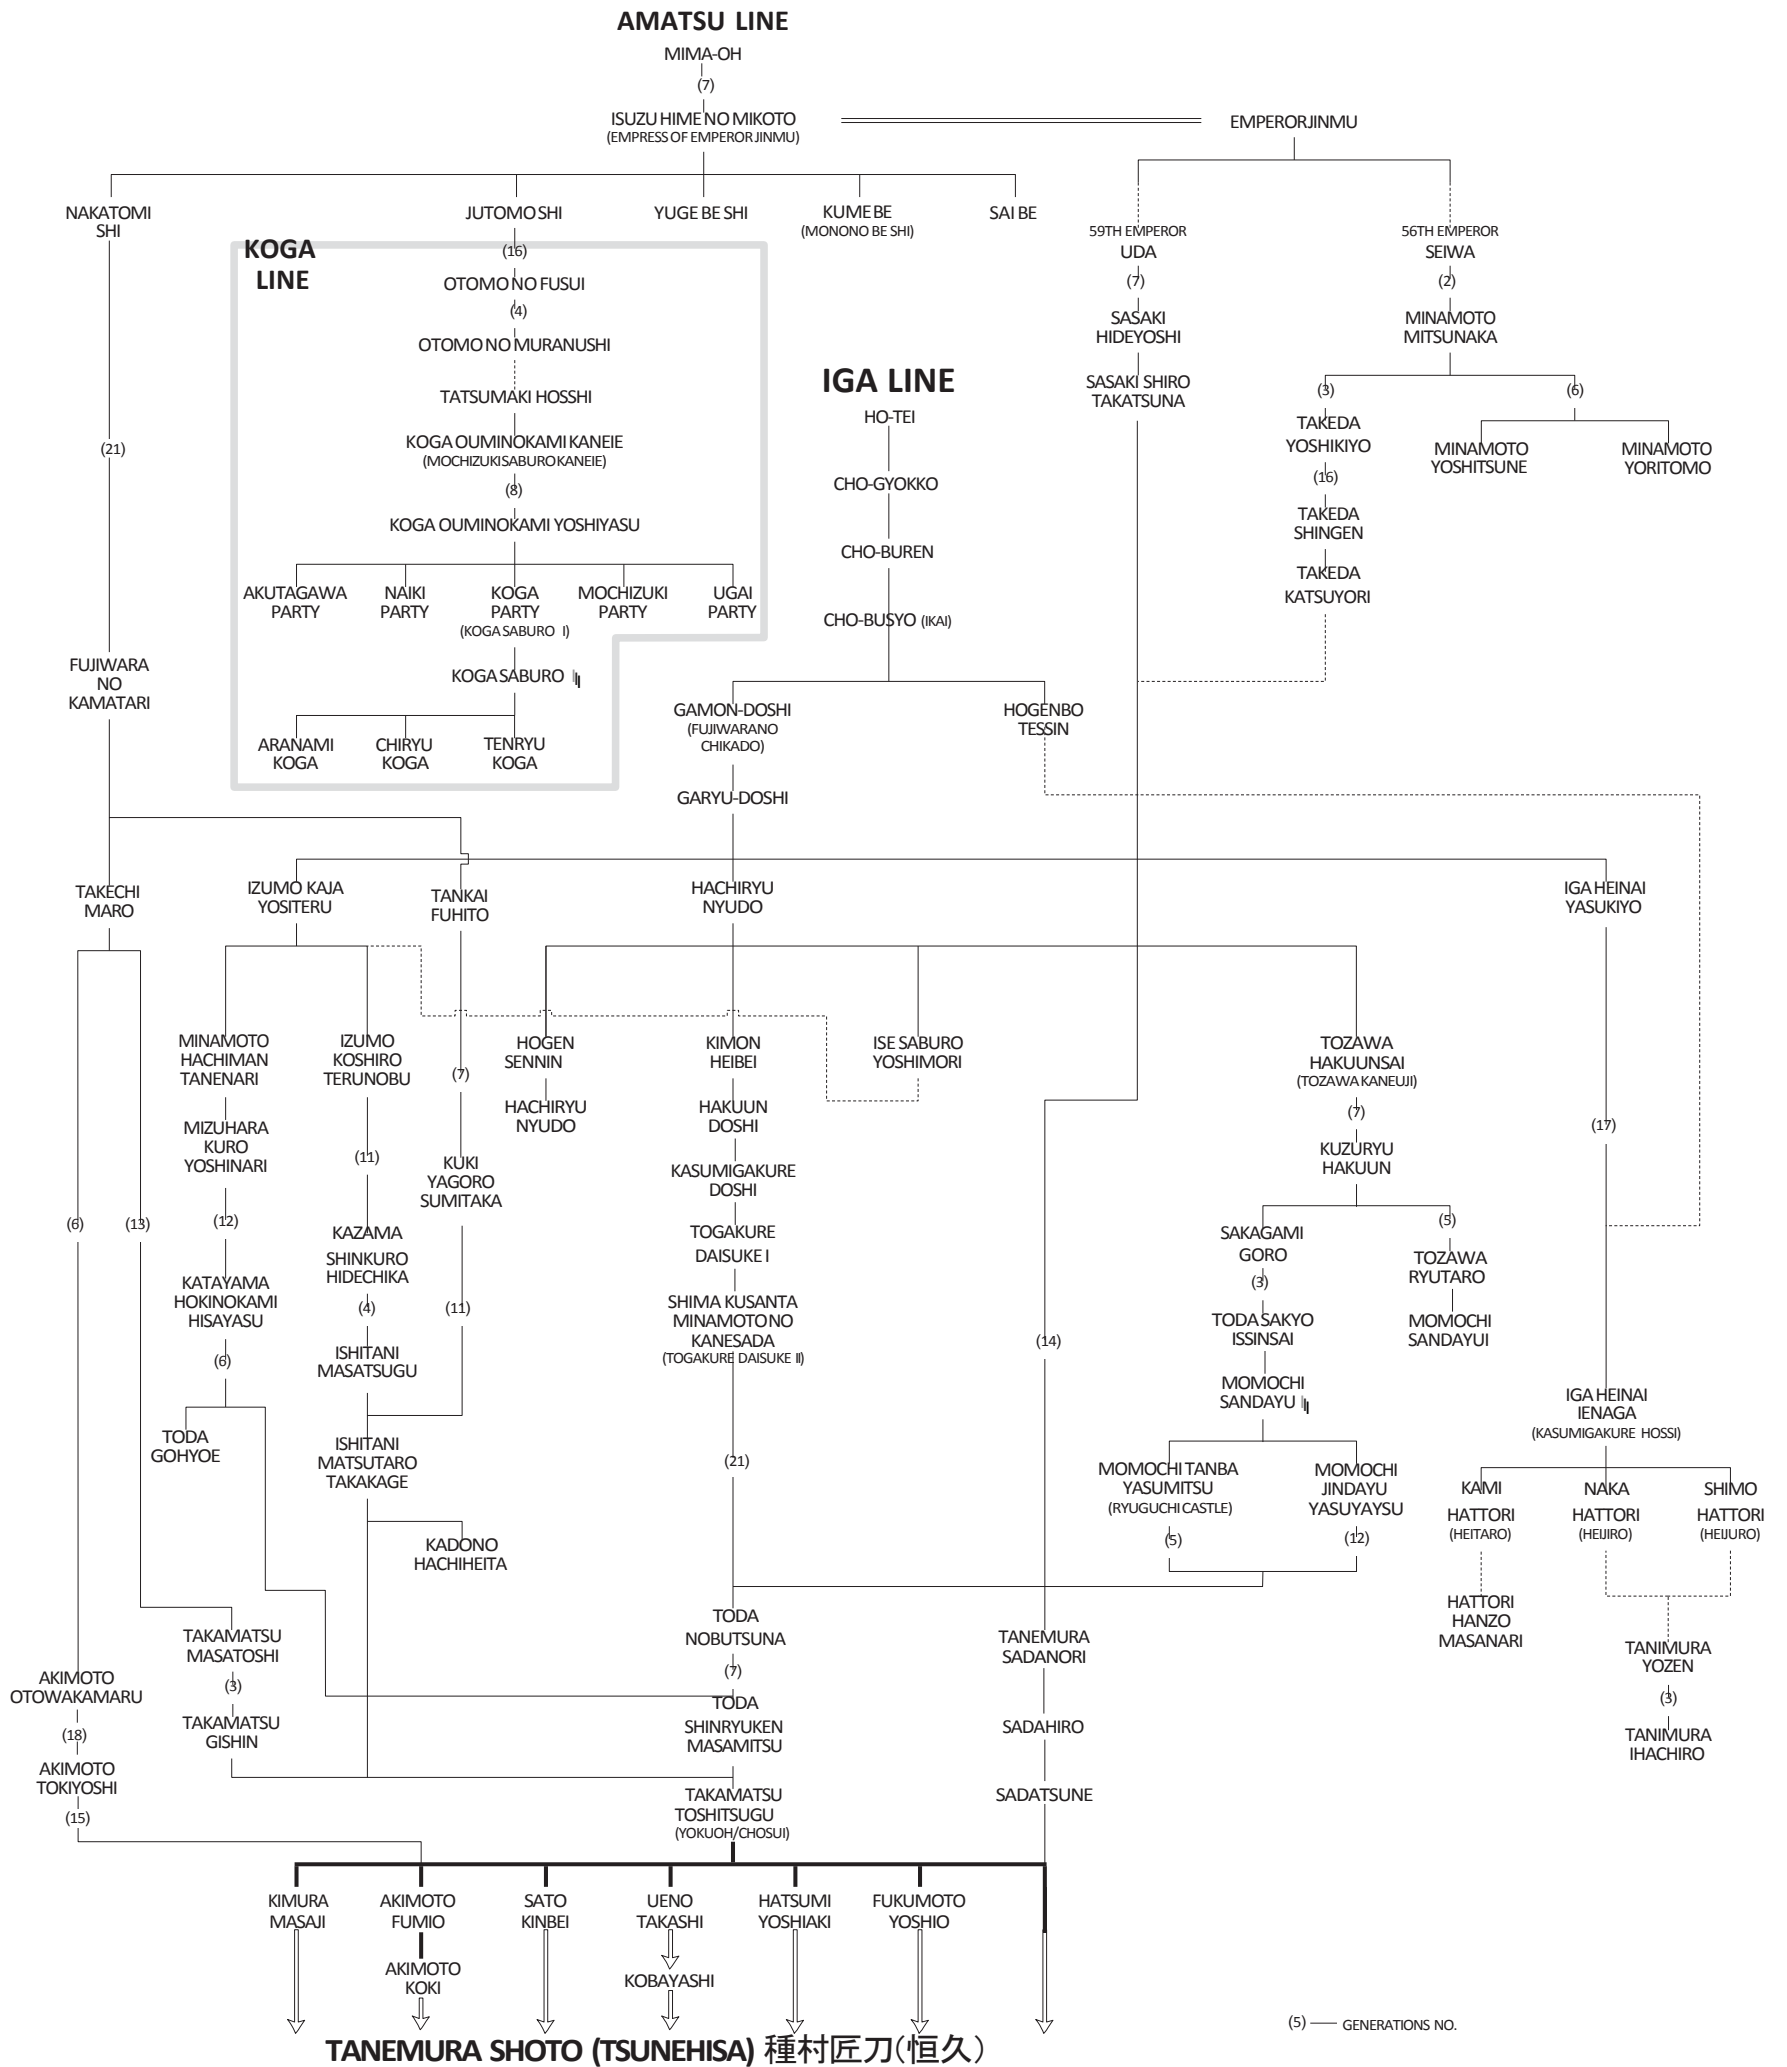 AMATSU LINE
MIMA-OH
(7)
ISUZU HIME NO MIKOTO
(EMPRESS OF EMPEROR JINMU)
EMPEROR JINMU
NAKATOMI
SHI
JUTOMO SHI
YUGE BE SHI
KUME BE
(MONONO BE SHI)
SAI BE
59TH EMPEROR
UDA
(7)
SASAKI
HIDEYOSHI
SASAKI SHIRO
TAKATSUNA
56TH EMPEROR
SEIWA
(2)
MINAMOTO
MITSUNAKA
(3)
TAKEDA
YOSHIKIYO
(16)
TAKEDA
SHINGEN
TAKEDA
KATSUYORI
(6)
MINAMOTO
YOSHITSUNE
MINAMOTO
YORITOMO
KOGA
LINE
(16)
OTOMO NO FUSUI
(4)
OTOMO NO MURANUSHI
TATSUMAKI HOSSHI
KOGA OUMINOKAMI KANEIE
(MOCHIZUKI SABURO KANEIE)
(8)
KOGA OUMINOKAMI YOSHIYASU
AKUTAGAWA
PARTY
NAIKI
PARTY
KOGA
PARTY
(KOGA SABURO I)
MOCHIZUKI
PARTY
UGAI
PARTY
KOGA SABURO
ARANAMI
KOGA
CHIRYU
KOGA
TENRYU
KOGA
(21)
FUJIWARA
NO
KAMATARI
IGA LINE
HO-TEI
CHO-GYOKKO
CHO-BUREN
CHO-BUSYO (IKAI)
GAMON-DOSHI
(FUJIWARANO
CHIKADO)
HOGENBO
TESSIN
GARYU-DOSHI
TAKECHI
MARO
IZUMO KAJA
YOSITERU
TANKAI
FUHITO
HACHIRYU
NYUDO
IGA HEINAI
YASUKIYO
MINAMOTO
HACHIMAN
TANENARI
MIZUHARA
KURO
YOSHINARI
(12)
KATAYAMA
HOKINOKAMI
HISAYASU
(6)
TODA
GOHYOE
IZUMO
KOSHIRO
TERUNOBU
(11)
KAZAMA
SHINKURO
HIDECHIKA
(4)
ISHITANI
MASATSUGU
ISHITANI
MATSUTARO
TAKAKAGE
KADONO
HACHIHEITA
(7)
KUKI
YAGORO
SUMITAKA
(11)
HOGEN
SENNIN
HACHIRYU
NYUDO
KIMON
HEIBEI
HAKUUN
DOSHI
KASUMIGAKURE
DOSHI
TOGAKURE
DAISUKE I
SHIMA KUSANTA
MINAMOTO NO
KANESADA
(TOGAKURE DAISUKE II)
(21)
ISE SABURO
YOSHIMORI
TOZAWA
HAKUUNSAI
(TOZAWA KANEUJI)
(7)
KUZURYU
HAKUUN
SAKAGAMI
GORO
(3)
TODA SAKYO
ISSINSAI
MOMOCHI
SANDAYU
(5)
TOZAWA
RYUTARO
MOMOCHI
SANDAYU I
MOMOCHI TANBA
YASUMITSU
(RYUGUCHI CASTLE)
(5)
MOMOCHI
JINDAYU
YASUYAYSU
(12)
(17)
IGA HEINAI
IENAGA
(KASUMIGAKURE HOSSI)
KAMI
HATTORI
(HEITARO)
NAKA
HATTORI
(HEIJIRO)
SHIMO
HATTORI
(HEIJURO)
HATTORI
HANZO
MASANARI
TANIMURA
YOZEN
(3)
TANIMURA
IHACHIRO
(6)
(13)
(14)
TAKAMATSU
MASATOSHI
(3)
TAKAMATSU
GISHIN
AKIMOTO
OTOWAKAMARU
(18)
AKIMOTO
TOKIYOSHI
(15)
TODA
NOBUTSUNA
(7)
TODA
SHINRYUKEN
MASAMITSU
TAKAMATSU
TOSHITSUGU
(YOKUOH/CHOSUI)
TANEMURA
SADANORI
SADAHIRO
SADATSUNE
KIMURA
MASAJI
AKIMOTO
FUMIO
AKIMOTO
KOKI
SATO
KINBEI
UENO
TAKASHI
KOBAYASHI
HATSUMI
YOSHIAKI
FUKUMOTO
YOSHIO
(5) — GENERATIONS NO.
TANEMURA SHOTO (TSUNEHISA) 種村匠刀(恒久)